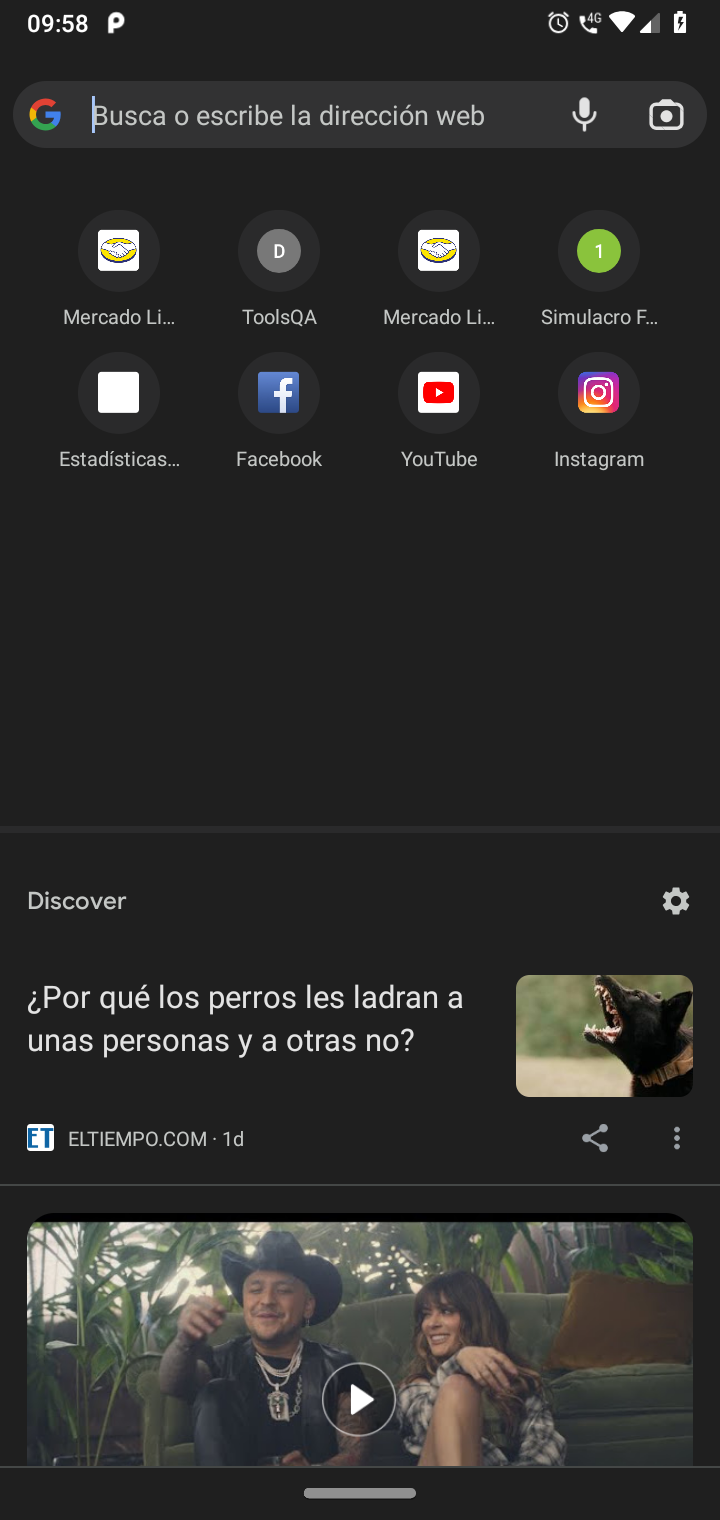 09:58
4G
Busca o escribe la dirección web
D
1
Mercado Li...
ToolsQA
Mercado Li...
Simulacro F...
Estadísticas...
Facebook
YouTube
Instagram
Discover
¿Por qué los perros les ladran a
unas personas y a otras no?
ET
ELTIEMPO.COM · 1d